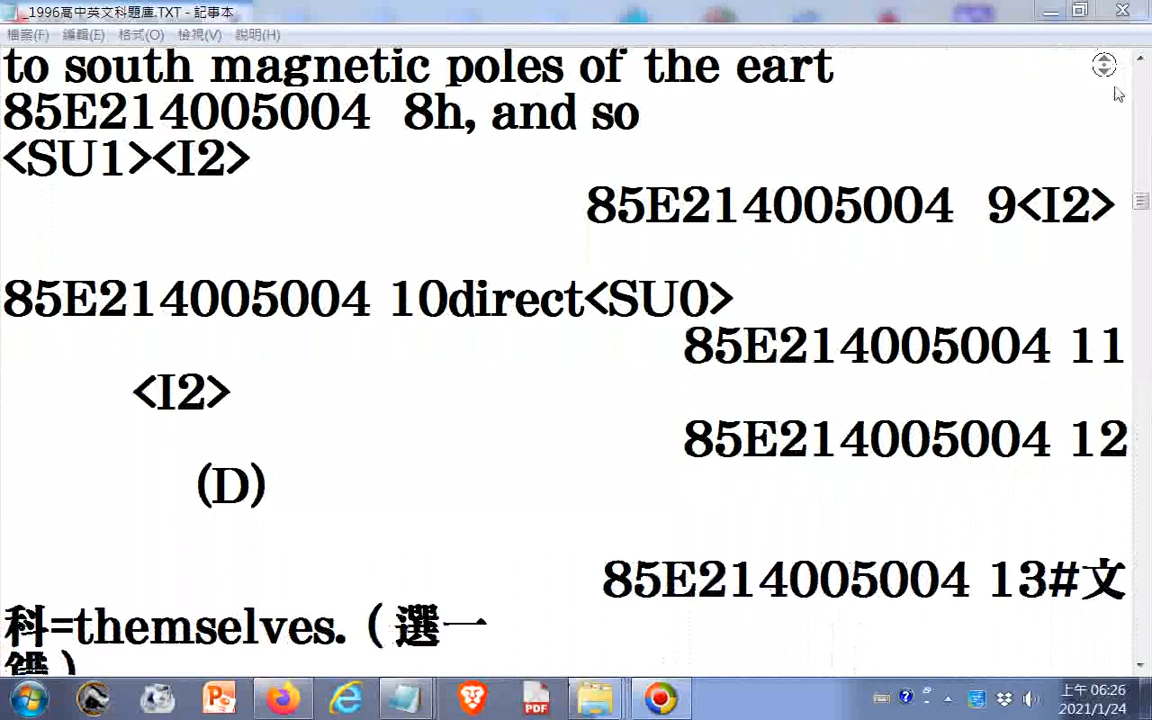 _1996高中英文科題庫.TXT - 記事本
檔案(F) 編輯(E) 格式(O) 檢視(V) 說明(H)
to south magnetic poles of the eart
85E214005004 8h, and so
<SU1><I2>
85E214005004 9<I2>
85E214005004 10direct<SU0>
85E214005004 11
<I2>
85E214005004 12
(D)
85E214005004 13#文
科=themselves.（選一
錯）
PDF
上午 06:26
2021/1/24